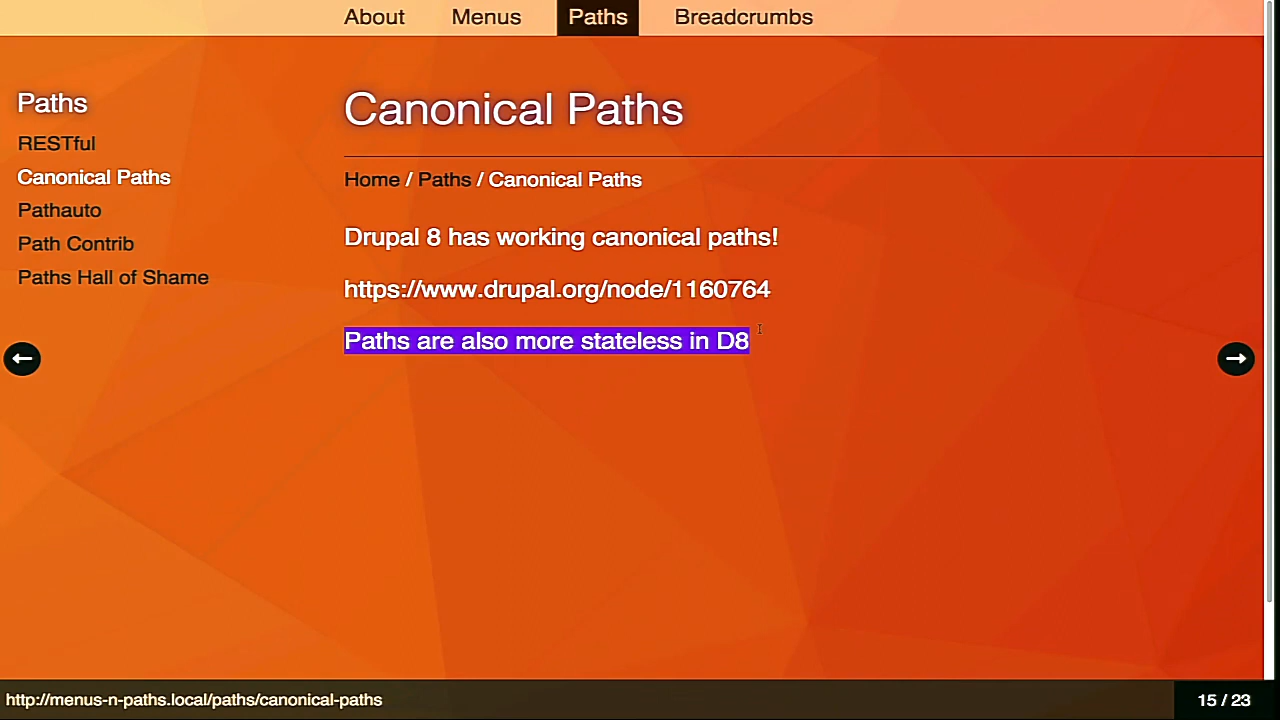 About Menus Paths Breadcrumbs
Paths
RESTful
Canonical Paths
Pathauto
Path Contrib
Paths Hall of Shame
Canonical Paths
Home / Paths / Canonical Paths
Drupal 8 has working canonical paths!
https://www.drupal.org/node/1160764
Paths are also more stateless in D8
http://menus-n-paths.local/paths/canonical-paths
15 / 23